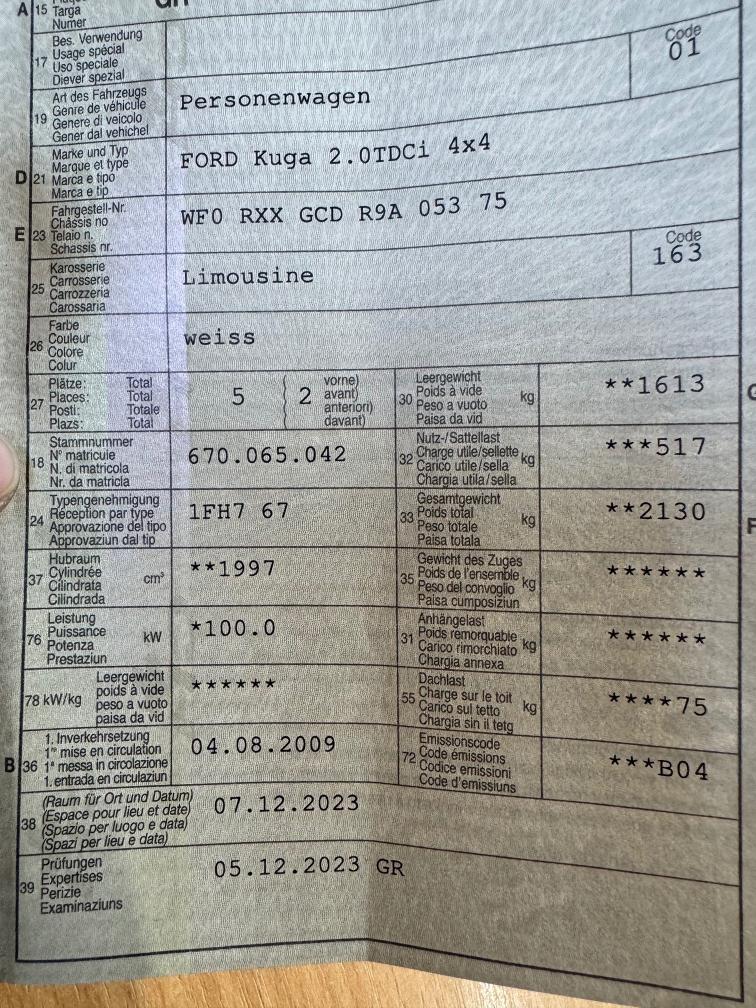 A 15 Targa
Numer
17 Bes. Verwendung
Usage spécial
Uso speciale
Diever spezial
Code
01
19 Art des Fahrzeugs
Genre de véhicule
Genere di veicolo
Gener dal vehichel
Personenwagen
D 21 Marke und Typ
Marque et type
Marca e tipo
Marca e tip
FORD Kuga 2.0TDCi 4x4
E 23 Fahrgestell-Nr.
Châssis no
Telaio n.
Schassis nr.
WF0 RXX GCD R9A 053 75
25 Karosserie
Carrosserie
Carrozzeria
Carossaria
Limousine
Code
163
26 Farbe
Couleur
Colore
Colur
weiss
27 Plätze: Total
Places: Total
Posti: Totale
Plazs: Total
5
2 vorne)
avant)
anteriori)
davant)
30 Leergewicht
Poids à vide
Peso a vuoto
Paisa da vid
kg
**1613
18 Stammnummer
N° matricule
N. di matricola
Nr. da matricla
670.065.042
32 Nutz-/Sattellast
Charge utile/sellette
Carico utile/sella
Chargia utila/sella
kg
***517
24 Typengenehmigung
Réception par type
Approvazione del tipo
Approvaziun dal tip
1FH7 67
33 Gesamtgewicht
Poids total
Peso totale
Paisa totala
kg
**2130
37 Hubraum
Cylindrée
Cilindrata
Cilindrada
cm³
**1997
35 Gewicht des Zuges
Poids de l'ensemble
Peso del convoglio
Paisa cumposiziun
kg
******
76 Leistung
Puissance
Potenza
Prestaziun
kW
*100.0
31 Anhängelast
Poids remorquable
Carico rimorchiato
Chargia annexa
kg
******
78 kW/kg Leergewicht
poids à vide
peso a vuoto
paisa da vid
******
55 Dachlast
Charge sur le toit
Carico sul tetto
Chargia sin il tetg
kg
****75
B 36 1. Inverkehrsetzung
1re mise en circulation
1a messa in circolazione
1. entrada en circulaziun
04.08.2009
72 Emissionscode
Code émissions
Codice emissioni
Code d'emissiuns
***B04
38 (Raum für Ort und Datum)
(Espace pour lieu et date)
(Spazio per luogo e data)
(Spazi per lieu e data)
07.12.2023
39 Prüfungen
Expertises
Perizie
Examinaziuns
05.12.2023 GR